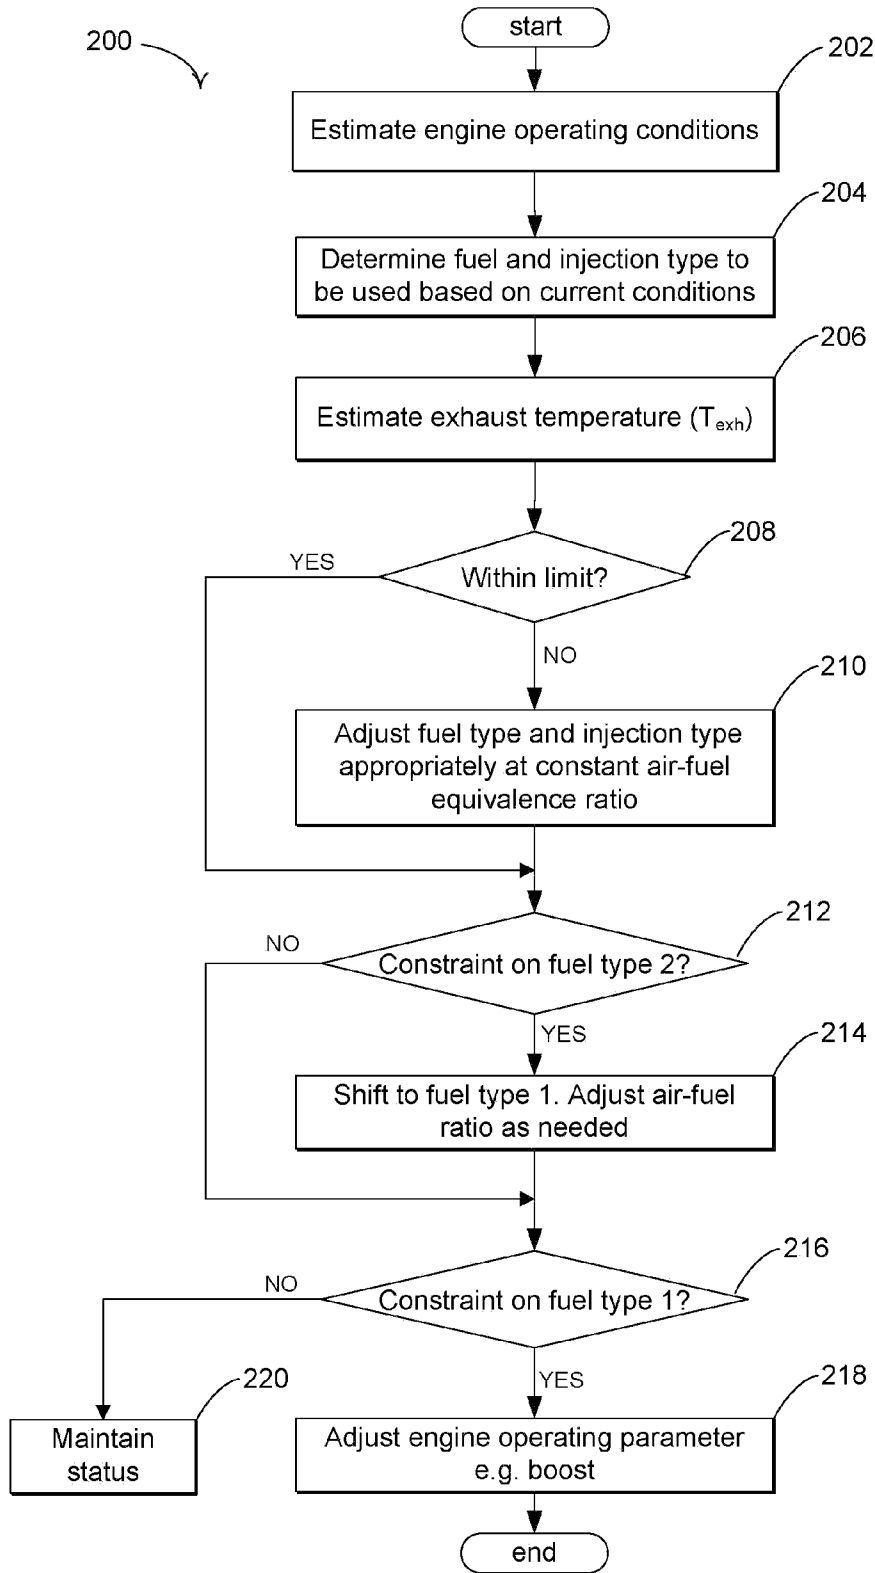 start
200
202
Estimate engine operating conditions
204
Determine fuel and injection type to
be used based on current conditions
206
Estimate exhaust temperature (Texh)
208
YES
Within limit?
NO
210
Adjust fuel type and injection type
appropriately at constant air-fuel
equivalence ratio
212
NO
Constraint on fuel type 2?
YES
214
Shift to fuel type 1. Adjust air-fuel
ratio as needed
216
NO
Constraint on fuel type 1?
YES
220
218
Maintain
status
Adjust engine operating parameter
e.g. boost
end